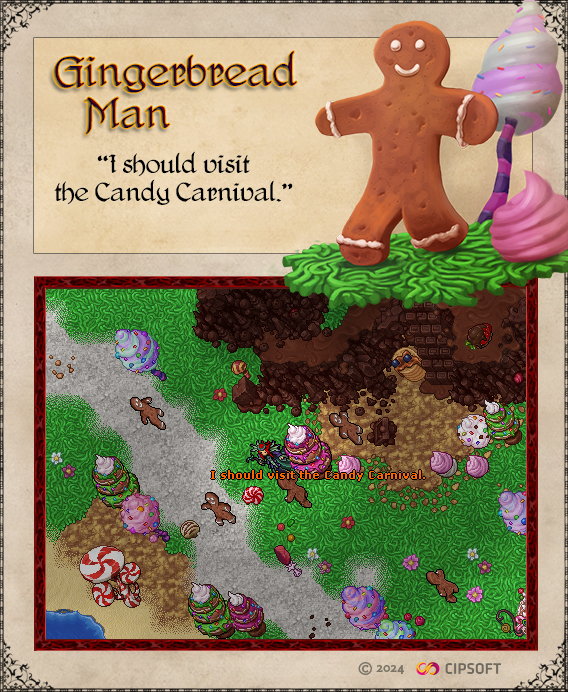 Gingerbread
Man
“I should visit
the Candy Carnival.”
I should visit the Candy Carnival.
© 2024 CIPSOFT